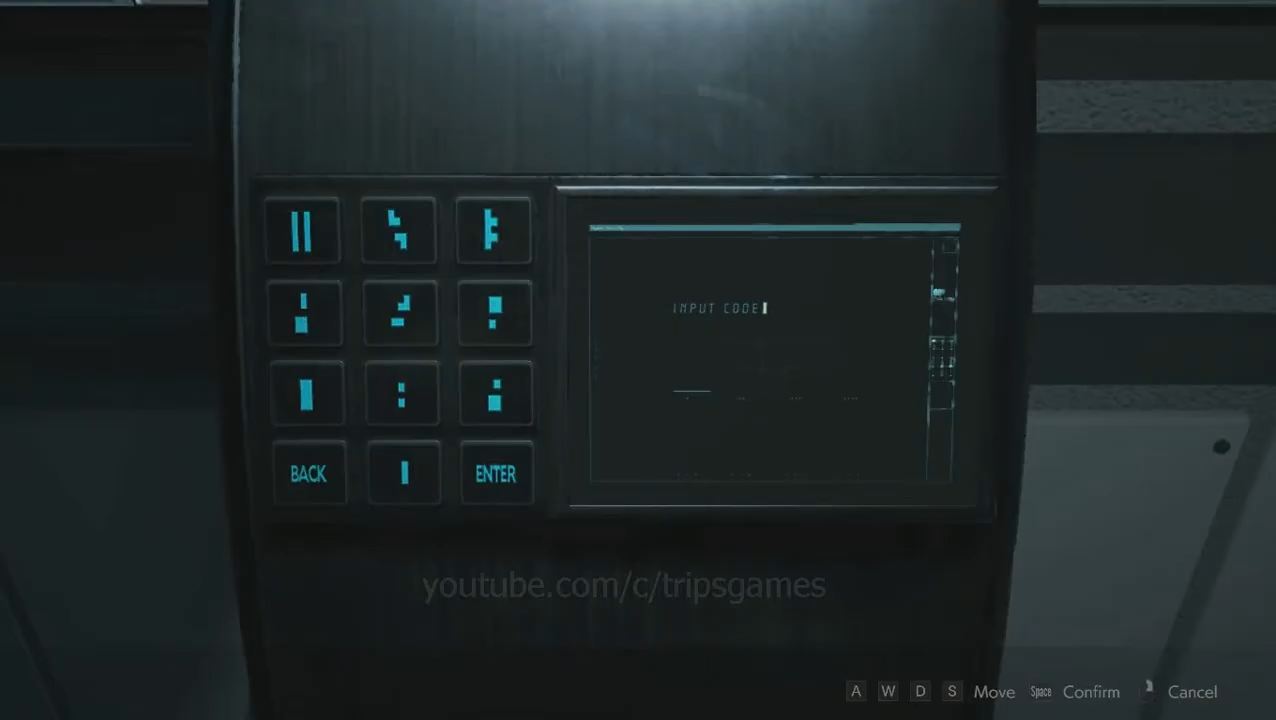 INPUT CODE
BACK
ENTER
youtube.com/c/tripsgames
A W D S Move Space Confirm Cancel